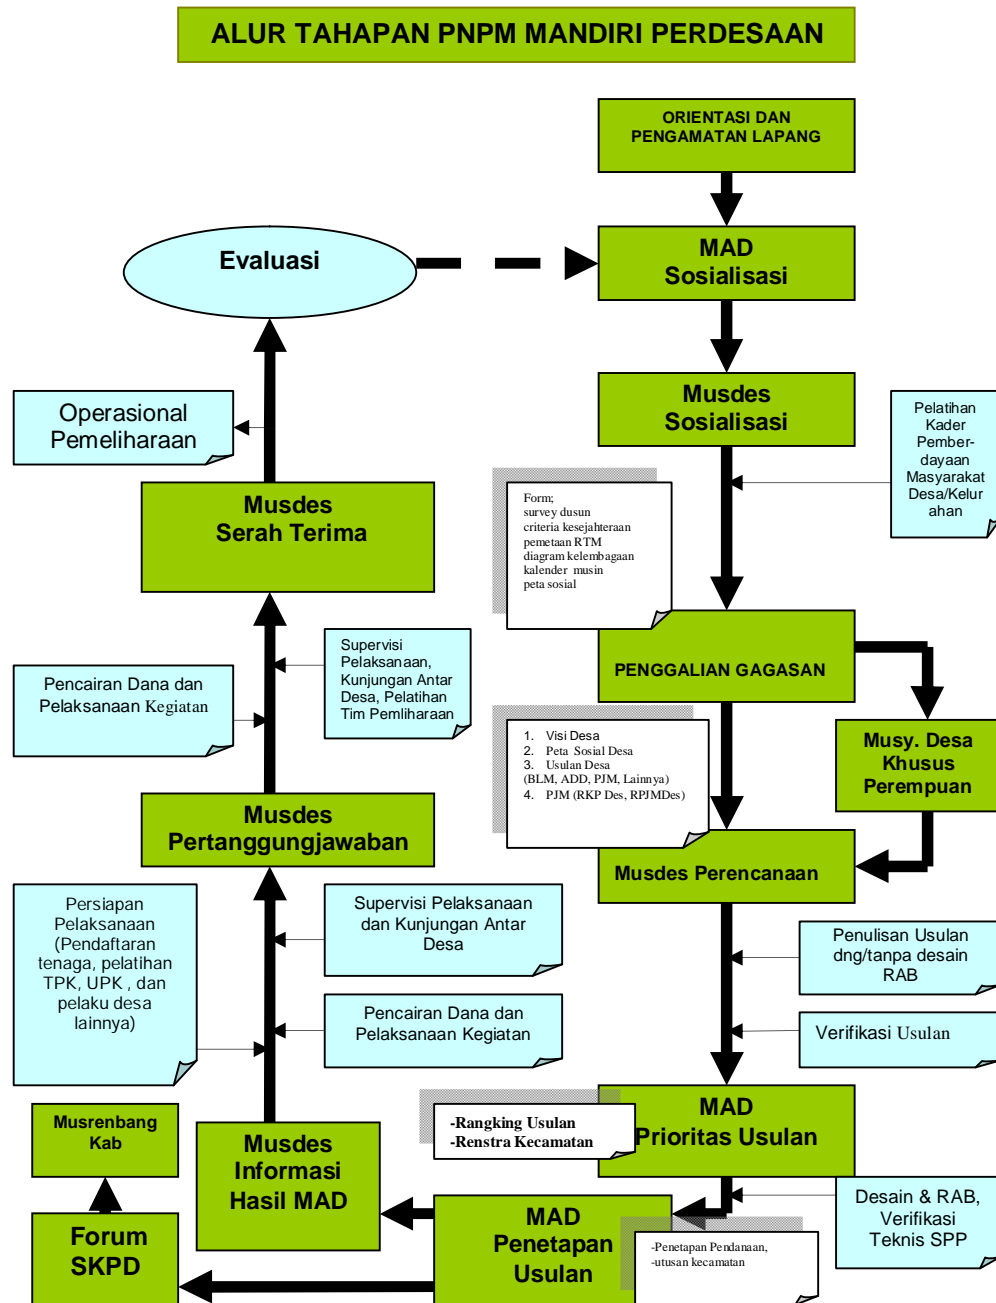 ALUR TAHAPAN PNPM MANDIRI PERDESAAN
ORIENTASI DAN
PENGAMATAN LAPANG
MAD
Sosialisasi
Evaluasi
Musdes
Sosialisasi
Pelatihan
Kader
Pember-
dayaan
Masyarakat
Desa/Kelur
ahan
Operasional
Pemeliharaan
Form;
survey dusun
criteria kesejahteraan
pemetaan RTM
diagram kelembagaan
kalender musin
peta sosial
Musdes
Serah Terima
PENGGALIAN GAGASAN
Supervisi
Pelaksanaan,
Kunjungan Antar
Desa, Pelatihan
Tim Pemliharaan
Pencairan Dana dan
Pelaksanaan Kegiatan
1. Visi Desa
2. Peta Sosial Desa
3. Usulan Desa
(BLM, ADD, PJM, Lainnya)
4. PJM (RKP Des, RPJMDes)
Musy. Desa
Khusus
Perempuan
Musdes
Pertanggungjawaban
Musdes Perencanaan
Persiapan
Pelaksanaan
(Pendaftaran
tenaga, pelatihan
TPK, UPK , dan
pelaku desa
lainnya)
Supervisi Pelaksanaan
dan Kunjungan Antar
Desa
Penulisan Usulan
dng/tanpa desain
RAB
Pencairan Dana dan
Pelaksanaan Kegiatan
Verifikasi Usulan
MAD
Prioritas Usulan
-Rangking Usulan
-Renstra Kecamatan
Musrenbang
Kab
Musdes
Informasi
Hasil MAD
Desain & RAB,
Verifikasi
Teknis SPP
MAD
Penetapan
Usulan
-Penetapan Pendanaan,
-utusan kecamatan
Forum
SKPD